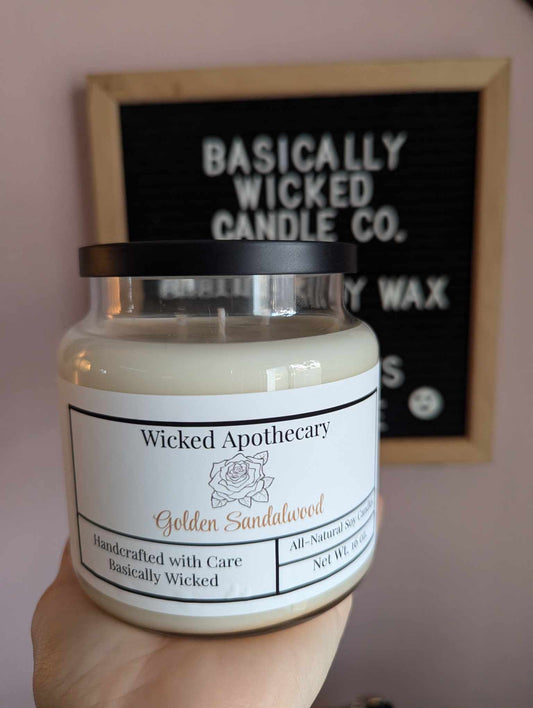 BASICALLY
WICKED
CANDLE CO.
WAX
Wicked Apothecary
Golden Sandalwood
Handcrafted with Care
Basically Wicked
All-Natural Soy Candle
Net Wt. 16 oz.